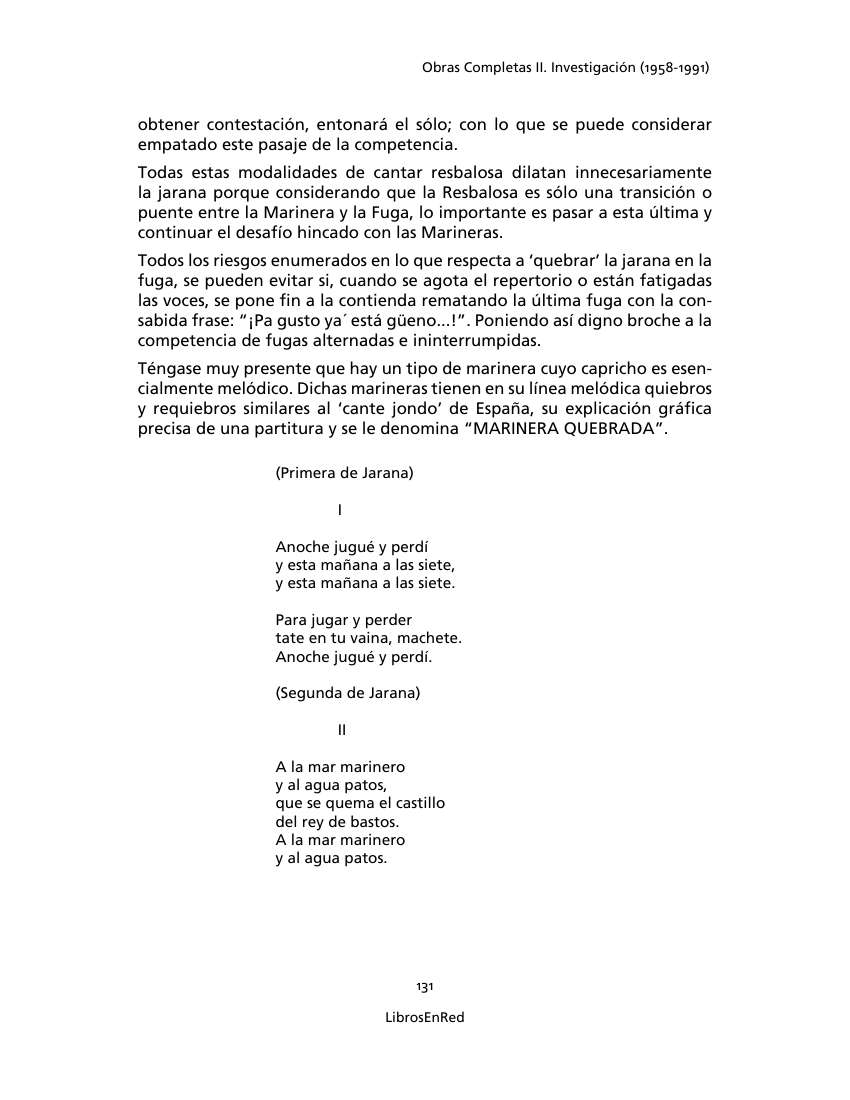 Obras Completas II. Investigación (1958-1991)
obtener contestación, entonará el sólo; con lo que se puede considerar
empatado este pasaje de la competencia.
Todas estas modalidades de cantar resbalosa dilatan innecesariamente
la jarana porque considerando que la Resbalosa es sólo una transición o
puente entre la Marinera y la Fuga, lo importante es pasar a esta última y
continuar el desafío hincado con las Marineras.
Todos los riesgos enumerados en lo que respecta a ‘quebrar’ la jarana en la
fuga, se pueden evitar si, cuando se agota el repertorio o están fatigadas
las voces, se pone fin a la contienda rematando la última fuga con la con-
sabida frase: “¡Pa gusto ya´ está güeno...!”. Poniendo así digno broche a la
competencia de fugas alternadas e ininterrumpidas.
Téngase muy presente que hay un tipo de marinera cuyo capricho es esen-
cialmente melódico. Dichas marineras tienen en su línea melódica quiebros
y requiebros similares al ‘cante jondo’ de España, su explicación gráfica
precisa de una partitura y se le denomina “MARINERA QUEBRADA”.
(Primera de Jarana)
I
Anoche jugué y perdí
y esta mañana a las siete,
y esta mañana a las siete.
Para jugar y perder
tate en tu vaina, machete.
Anoche jugué y perdí.
(Segunda de Jarana)
II
A la mar marinero
y al agua patos,
que se quema el castillo
del rey de bastos.
A la mar marinero
y al agua patos.
131
LibrosEnRed